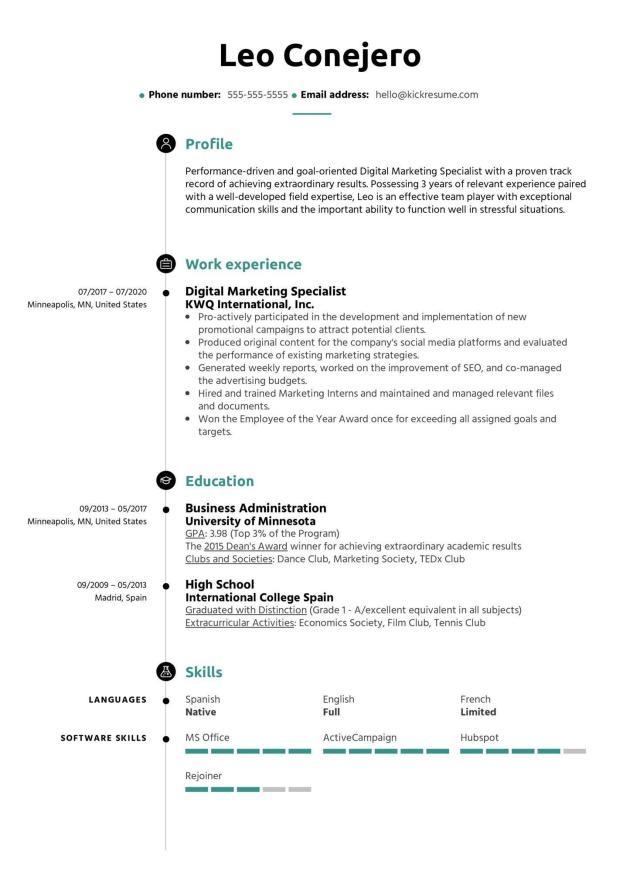 Leo Conejero
Phone number: 555-555-5555 Email address: hello@kickresume.com
Profile
Performance-driven and goal-oriented Digital Marketing Specialist with a proven track
record of achieving extraordinary results. Possessing 3 years of relevant experience paired
with a well-developed field expertise, Leo is an effective team player with exceptional
communication skills and the important ability to function well in stressful situations.
Work experience
07/2017 – 07/2020
Minneapolis, MN, United States
Digital Marketing Specialist
KWQ International, Inc.
Pro-actively participated in the development and implementation of new
promotional campaigns to attract potential clients.
Produced original content for the company's social media platforms and evaluated
the performance of existing marketing strategies.
Generated weekly reports, worked on the improvement of SEO, and co-managed
the advertising budgets.
Hired and trained Marketing Interns and maintained and managed relevant files
and documents.
Won the Employee of the Year Award once for exceeding all assigned goals and
targets.
Education
09/2013 – 05/2017
Minneapolis, MN, United States
Business Administration
University of Minnesota
GPA: 3.98 (Top 3% of the Program)
The 2015 Dean's Award winner for achieving extraordinary academic results
Clubs and Societies: Dance Club, Marketing Society, TEDx Club
09/2009 – 05/2013
Madrid, Spain
High School
International College Spain
Graduated with Distinction (Grade 1 - A/excellent equivalent in all subjects)
Extracurricular Activities: Economics Society, Film Club, Tennis Club
Skills
LANGUAGES
Spanish English French
Native Full Limited
SOFTWARE SKILLS
MS Office ActiveCampaign Hubspot
Rejoiner